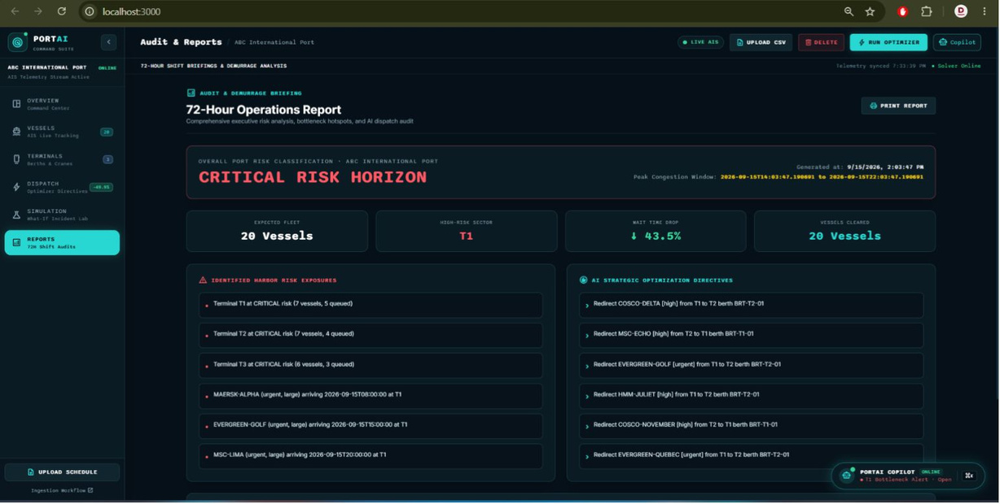 localhost:3000
PORTAI
COMMAND SUITE
ABC INTERNATIONAL PORT ONLINE
AIS Telemetry Stream Active
OVERVIEW
Command Center
VESSELS
AIS Live Tracking
20
TERMINALS
Berths & Cranes
3
DISPATCH
Optimizer Directives
SIMULATION
What-If Incident Lab
REPORTS
72H Shift Audits
UPLOAD SCHEDULE
Ingestion Workflow
Audit & Reports / ABC International Port
LIVE AIS
UPLOAD CSV
DELETE
RUN OPTIMIZER
Copilot
72-HOUR SHIFT BRIEFINGS & DEMURRAGE ANALYSIS
Telemetry synced 7:33:39 PM • Solver Online
AUDIT & DEMURRAGE BRIEFING
72-Hour Operations Report
Comprehensive executive risk analysis, bottleneck hotspots, and AI dispatch audit
PRINT REPORT
OVERALL PORT RISK CLASSIFICATION · ABC INTERNATIONAL PORT
CRITICAL RISK HORIZON
Generated at: 9/15/2026, 2:03:47 PM
Peak Congestion Window: 2026-09-15T14:03:47.190691 to 2026-09-15T22:03:47.190691
EXPECTED FLEET
20 Vessels
HIGH-RISK SECTOR
T1
WAIT TIME DROP
↓ 43.5%
VESSELS CLEARED
20 Vessels
IDENTIFIED HARBOR RISK EXPOSURES
• Terminal T1 at CRITICAL risk (7 vessels, 5 queued)
• Terminal T2 at CRITICAL risk (7 vessels, 4 queued)
• Terminal T3 at CRITICAL risk (6 vessels, 3 queued)
• MAERSK-ALPHA (urgent, large) arriving 2026-09-15T08:00:00 at T1
• EVERGREEN-GOLF (urgent, large) arriving 2026-09-15T15:00:00 at T1
• MSC-LIMA (urgent, large) arriving 2026-09-15T20:00:00 at T1
AI STRATEGIC OPTIMIZATION DIRECTIVES
› Redirect COSCO-DELTA [high] from T1 to T2 berth BRT-T2-01
› Redirect MSC-ECHO [high] from T2 to T1 berth BRT-T1-01
› Redirect EVERGREEN-GOLF [urgent] from T1 to T2 berth BRT-T2-01
› Redirect HMM-JULIET [high] from T1 to T2 berth BRT-T2-01
› Redirect COSCO-NOVEMBER [high] from T2 to T1 berth BRT-T1-01
› Redirect EVERGREEN-QUEBEC [urgent] from T1 to T2 berth BRT-T2-01
PORTAI COPILOT ONLINE
• T1 Bottleneck Alert · Open
⌘K